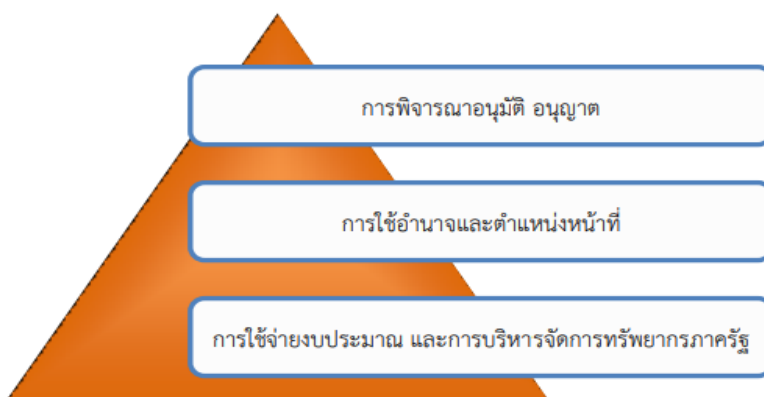 การพิจารณาอนุมัติ อนุญาต
การใช้อำนาจและตำแหน่งหน้าที่
การใช้จ่ายงบประมาณ และการบริหารจัดการทรัพยากรภาครัฐ